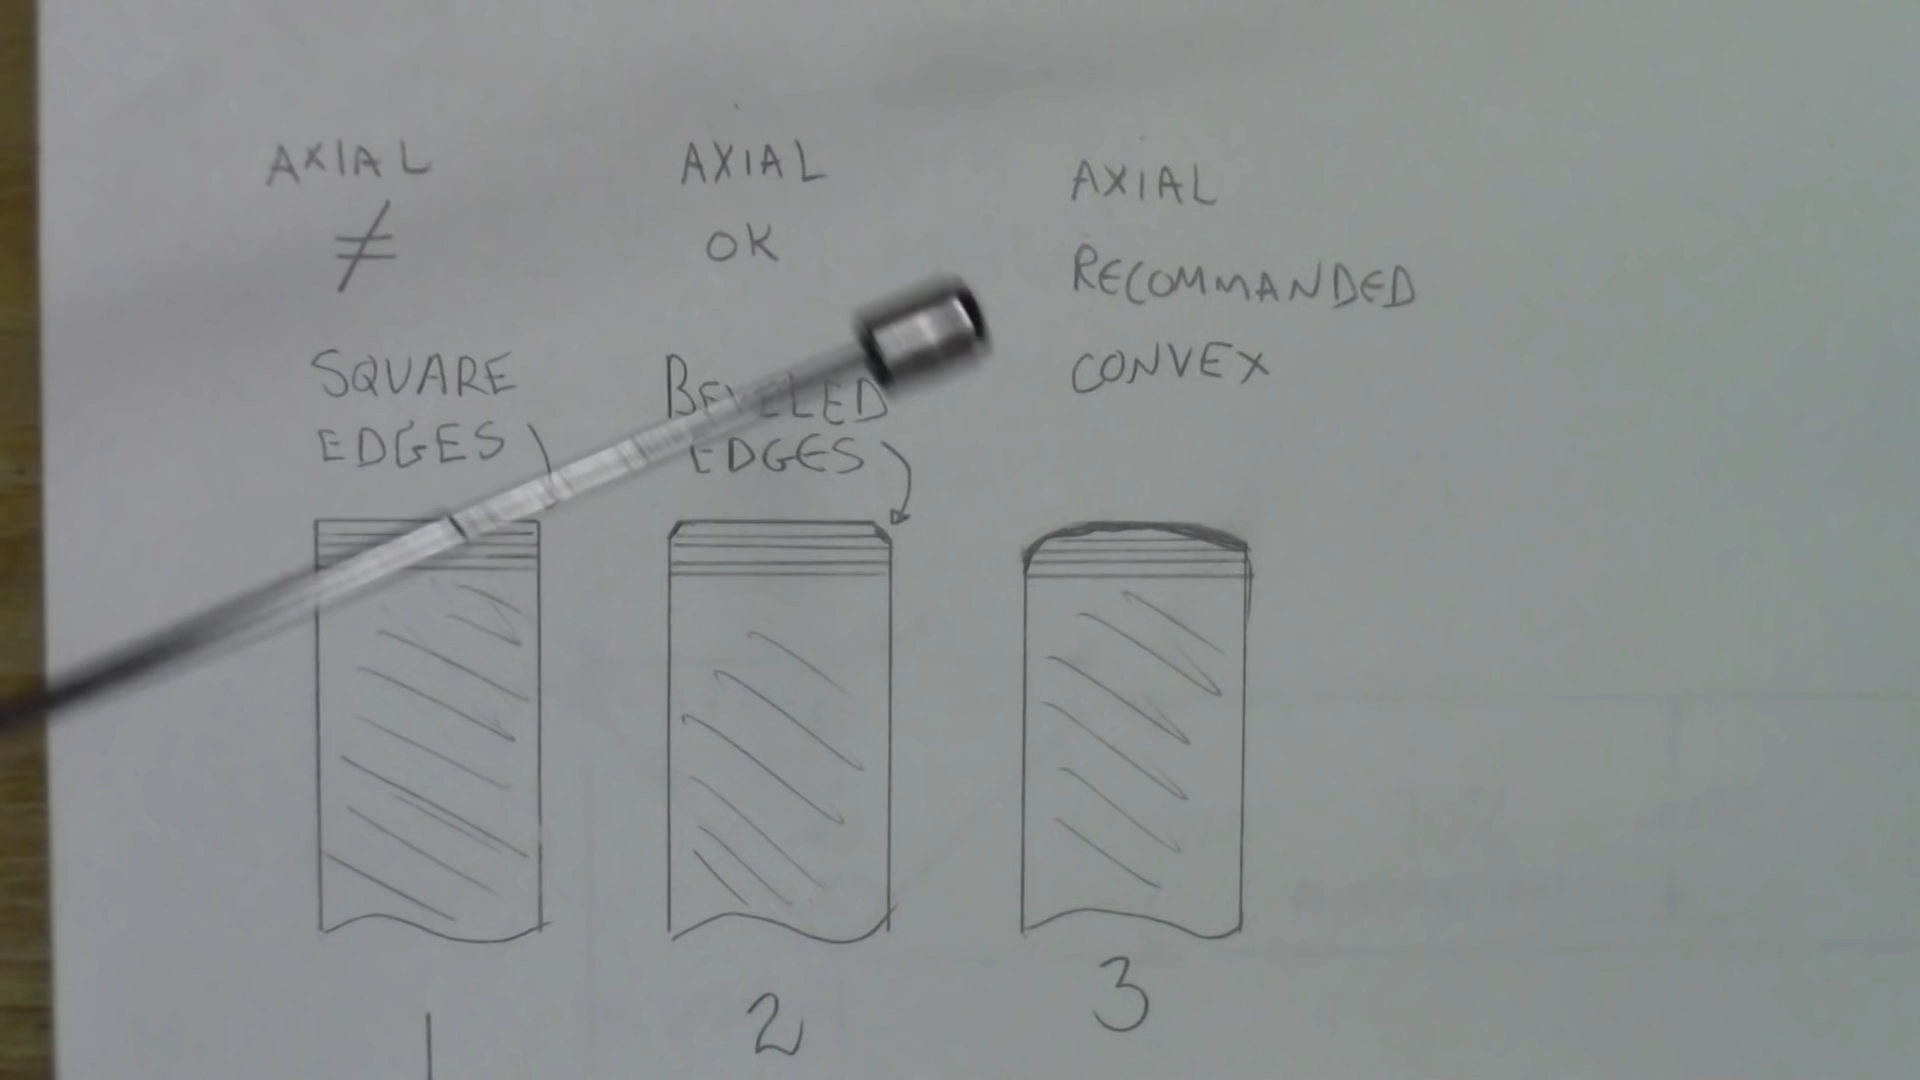 AXIAL
≠
SQUARE
EDGES
1
AXIAL
OK
BEVELED
EDGES
2
AXIAL
RECOMMANDED
CONVEX
3